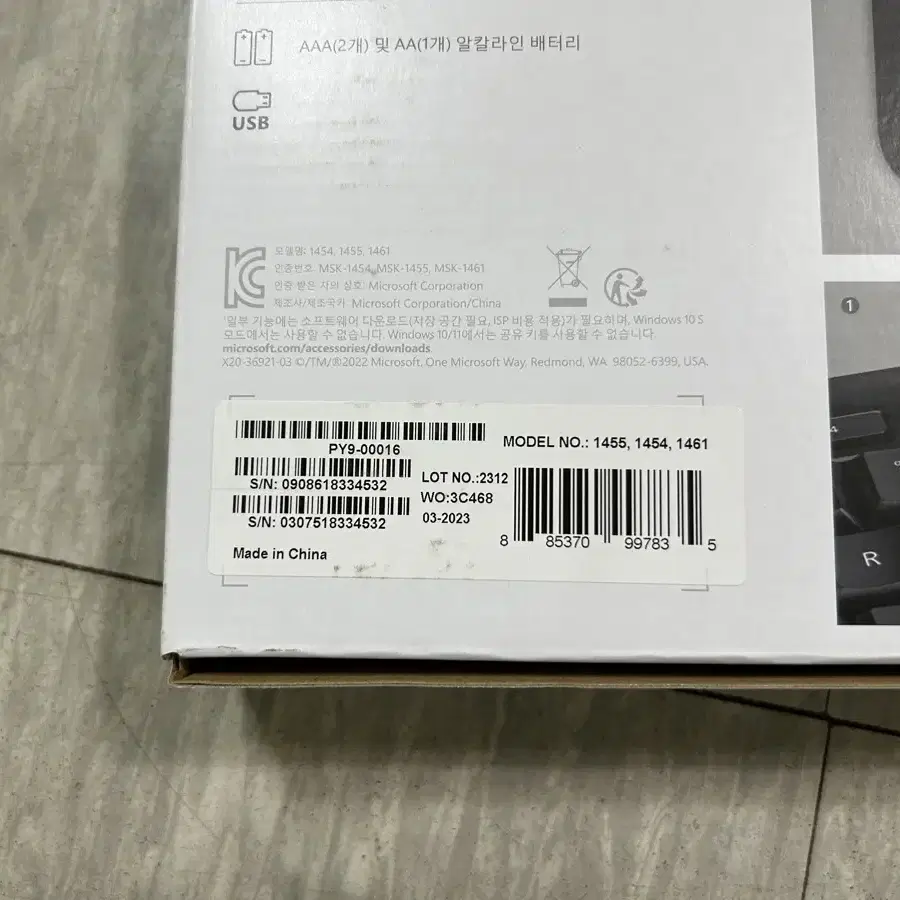 AAA(2개) 및 AA(1개) 알칼라인 배터리
USB
모델명: 1454, 1455, 1461
인증번호: MSK-1454, MSK-1455, MSK-1461
인증 받은 자의 상호: Microsoft Corporation
제조사/제조국가: Microsoft Corporation/China
*일부 기능에는 소프트웨어 다운로드(저장 공간 필요, ISP 비용 적용)가 필요하며, Windows 10 S
모드에서는 사용할 수 없습니다. Windows 10/11에서는 공유 키를 사용할 수 없습니다.
microsoft.com/accessories/downloads.
X20-36921-03 ©/TM/®2022 Microsoft, One Microsoft Way, Redmond, WA 98052-6399, USA.
1
PY9-00016
MODEL NO.: 1455, 1454, 1461
S/N: 0908618334532
LOT NO.:2312
WO:3C468
S/N: 0307518334532
03-2023
8 85370 99783 5
Made in China
4
R